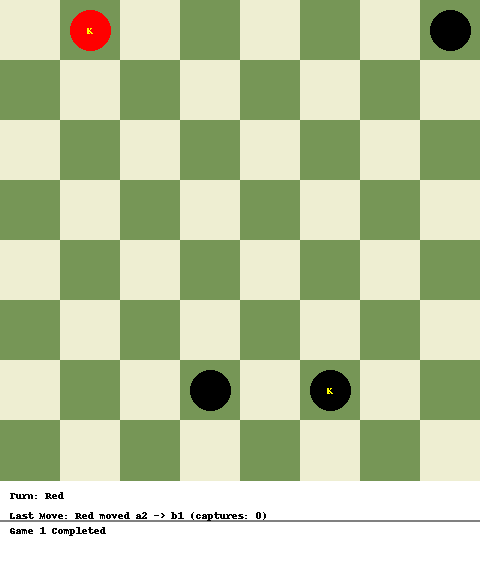 K
K
Turn: Red
Last Move: Red moved a2 -> b1 (captures: 0)
Game 1 Completed